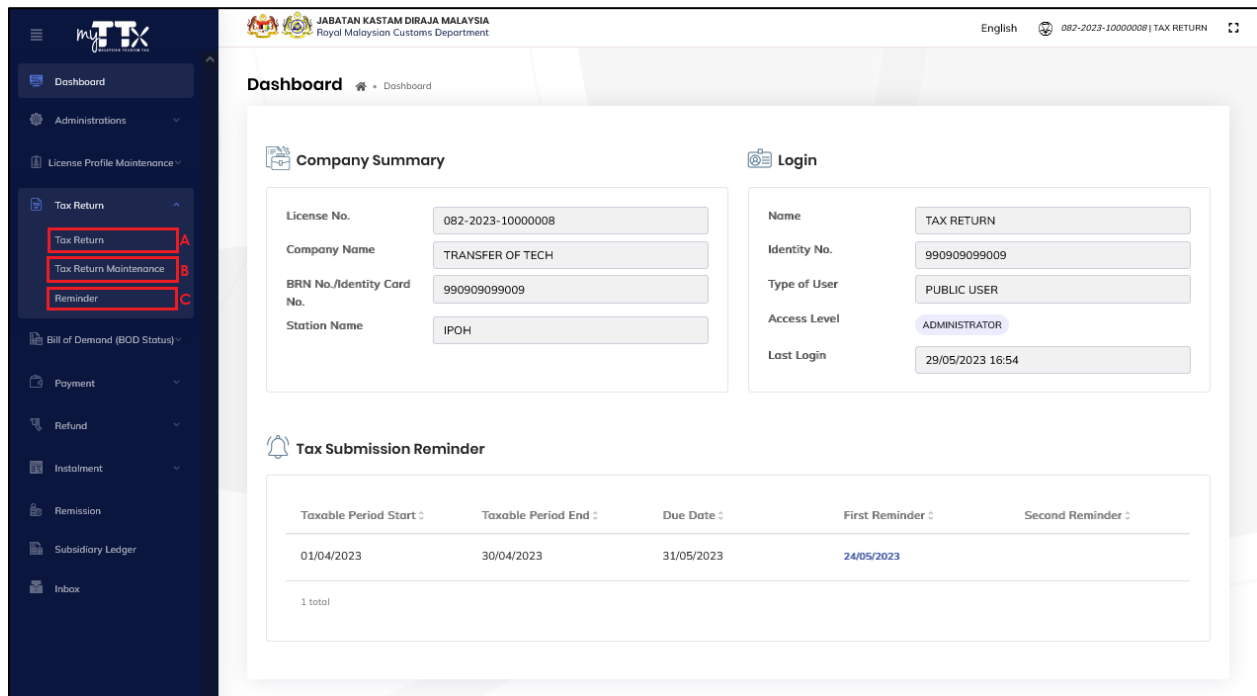 myTTx
MALAYSIAN TOURISM TAX
JABATAN KASTAM DIRAJA MALAYSIA
Royal Malaysian Customs Department
English
082-2023-10000008 | TAX RETURN
Dashboard
Administrations
License Profile Maintenance
Tax Return
Tax Return A
Tax Return Maintenance B
Reminder C
Bill of Demand (BOD Status)
Payment
Refund
Instalment
Remission
Subsidiary Ledger
Inbox
Dashboard • Dashboard
Company Summary
License No. 082-2023-10000008
Company Name TRANSFER OF TECH
BRN No./Identity Card
No. 990909099009
Station Name IPOH
Login
Name TAX RETURN
Identity No. 990909099009
Type of User PUBLIC USER
Access Level ADMINISTRATOR
Last Login 29/05/2023 16:54
Tax Submission Reminder
Taxable Period Start Taxable Period End Due Date First Reminder Second Reminder
01/04/2023 30/04/2023 31/05/2023 24/05/2023
1 total